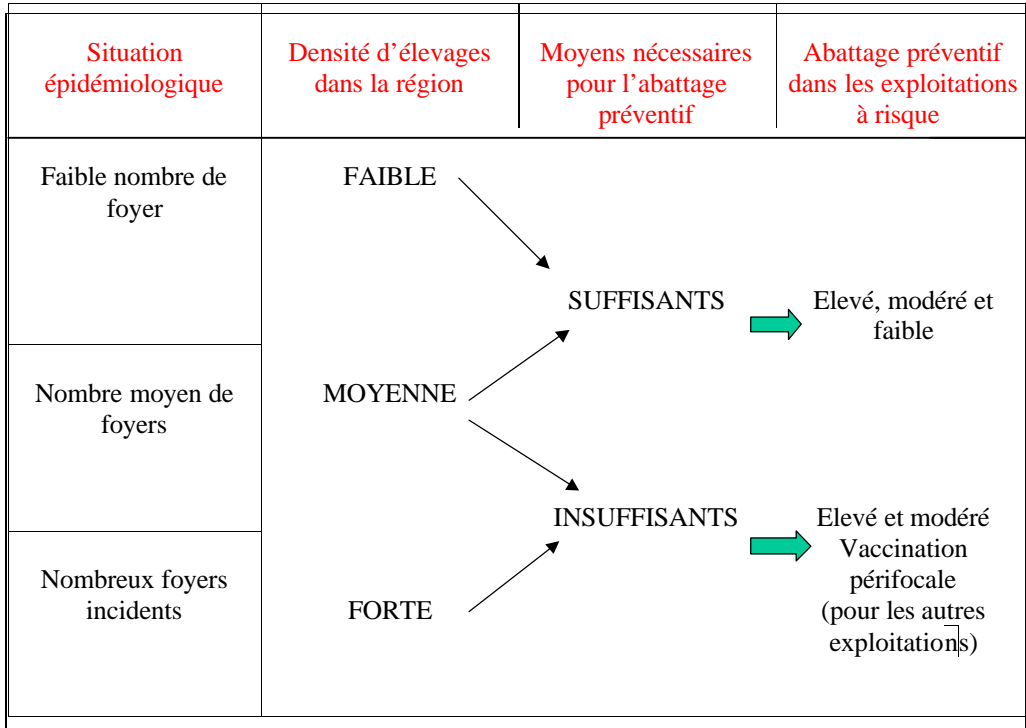 Situation
épidémiologique
Densité d’élevages
dans la région
Moyens nécessaires
pour l’abattage
préventif
Abattage préventif
dans les exploitations
à risque
Faible nombre de
foyer
FAIBLE
SUFFISANTS
Elevé, modéré et
faible
Nombre moyen de
foyers
MOYENNE
INSUFFISANTS
Elevé et modéré
Vaccination
périfocale
(pour les autres
exploitations)
Nombreux foyers
incidents
FORTE